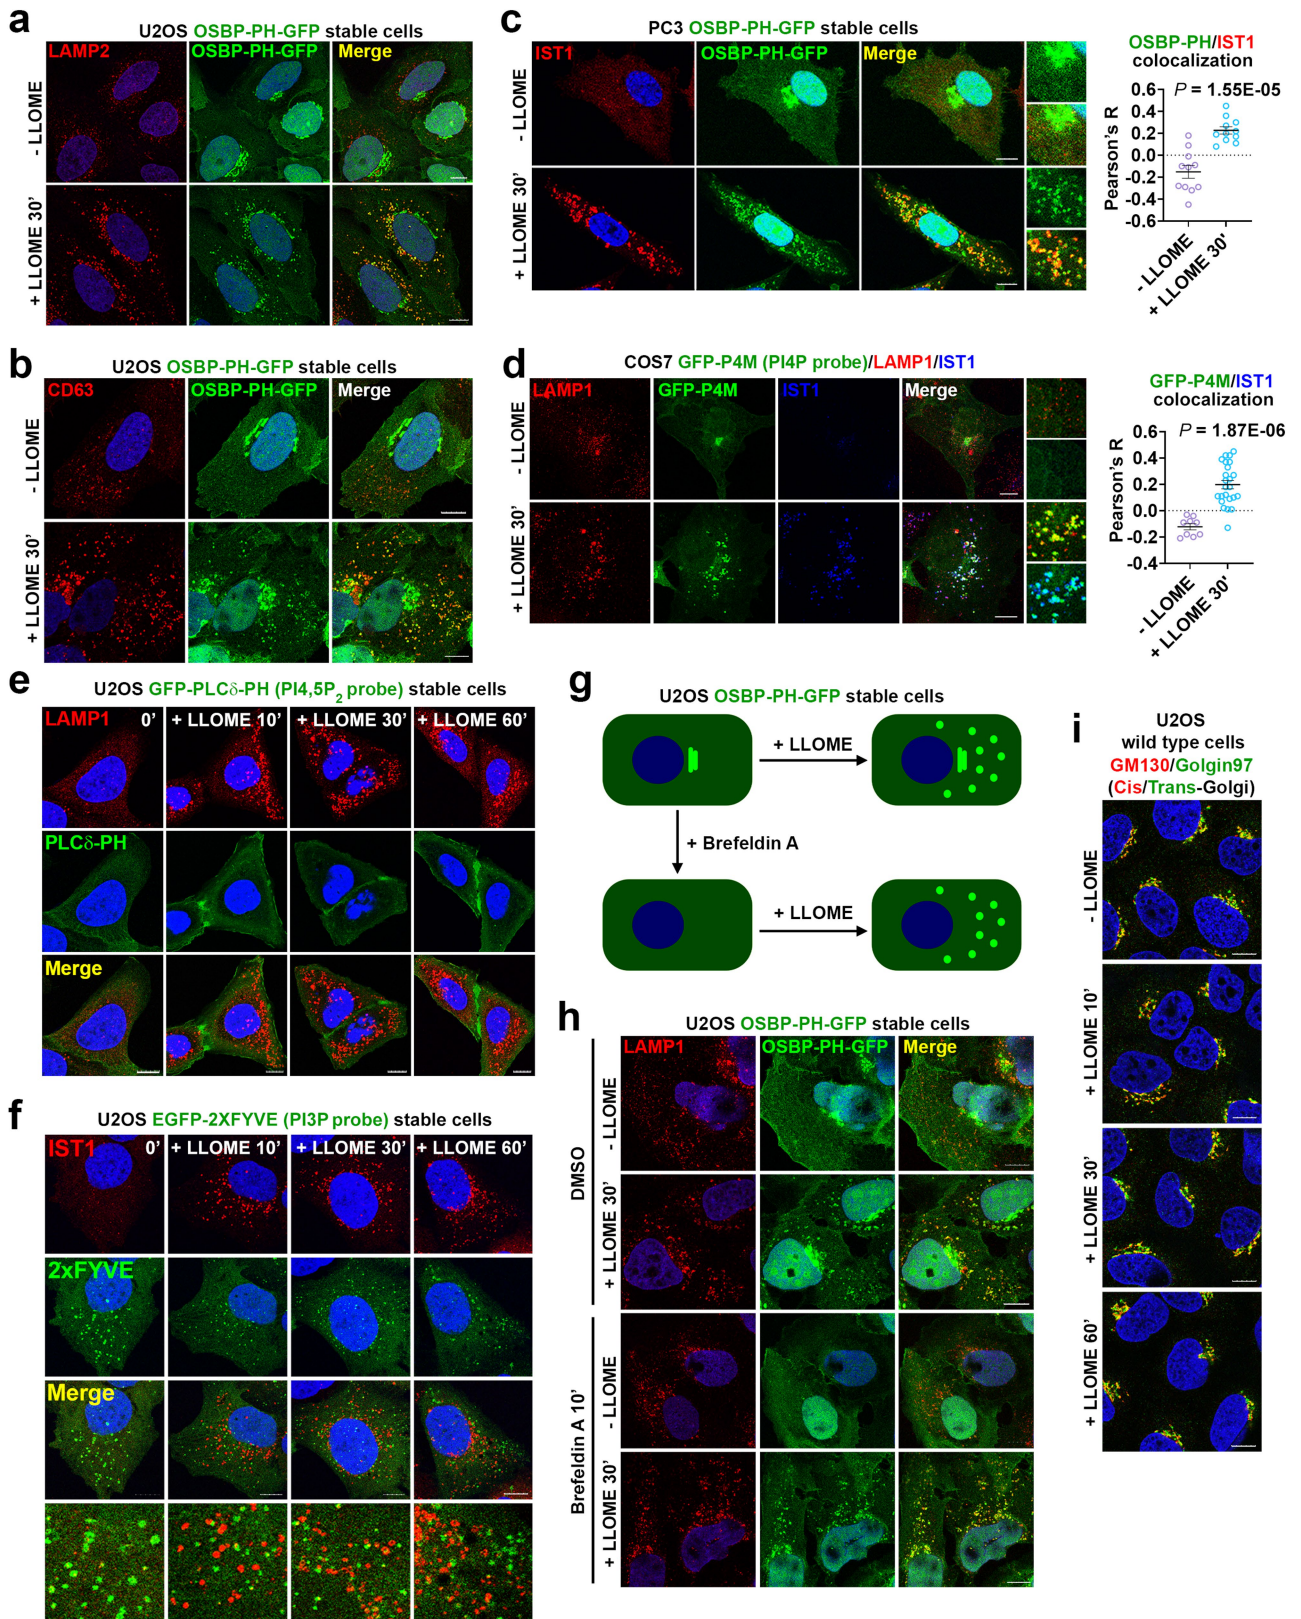 a
U2OS OSBP-PH-GFP stable cells
LAMP2
OSBP-PH-GFP
Merge
- LLOME
+ LLOME 30'
b
U2OS OSBP-PH-GFP stable cells
CD63
OSBP-PH-GFP
Merge
- LLOME
+ LLOME 30'
c
PC3 OSBP-PH-GFP stable cells
IST1
OSBP-PH-GFP
Merge
- LLOME
+ LLOME 30'
OSBP-PH/IST1
colocalization
P = 1.55E-05
Pearson's R
0.6
0.4
0.2
0.0
-0.2
-0.4
-0.6
- LLOME
+ LLOME 30'
d
COS7 GFP-P4M (PI4P probe)/LAMP1/IST1
LAMP1
GFP-P4M
IST1
Merge
- LLOME
+ LLOME 30'
GFP-P4M/IST1
colocalization
P = 1.87E-06
Pearson's R
0.6
0.4
0.2
0.0
-0.2
-0.4
- LLOME
+ LLOME 30'
e
U2OS GFP-PLCδ-PH (PI4,5P2 probe) stable cells
LAMP1
0'
+ LLOME 10'
+ LLOME 30'
+ LLOME 60'
PLCδ-PH
Merge
f
U2OS EGFP-2XFYVE (PI3P probe) stable cells
IST1
0'
+ LLOME 10'
+ LLOME 30'
+ LLOME 60'
2xFYVE
Merge
g
U2OS OSBP-PH-GFP stable cells
+ LLOME
+ Brefeldin A
+ LLOME
h
U2OS OSBP-PH-GFP stable cells
LAMP1
OSBP-PH-GFP
Merge
DMSO
- LLOME
+ LLOME 30'
Brefeldin A 10'
- LLOME
+ LLOME 30'
i
U2OS
wild type cells
GM130/Golgin97
(Cis/Trans-Golgi)
- LLOME
+ LLOME 10'
+ LLOME 30'
+ LLOME 60'